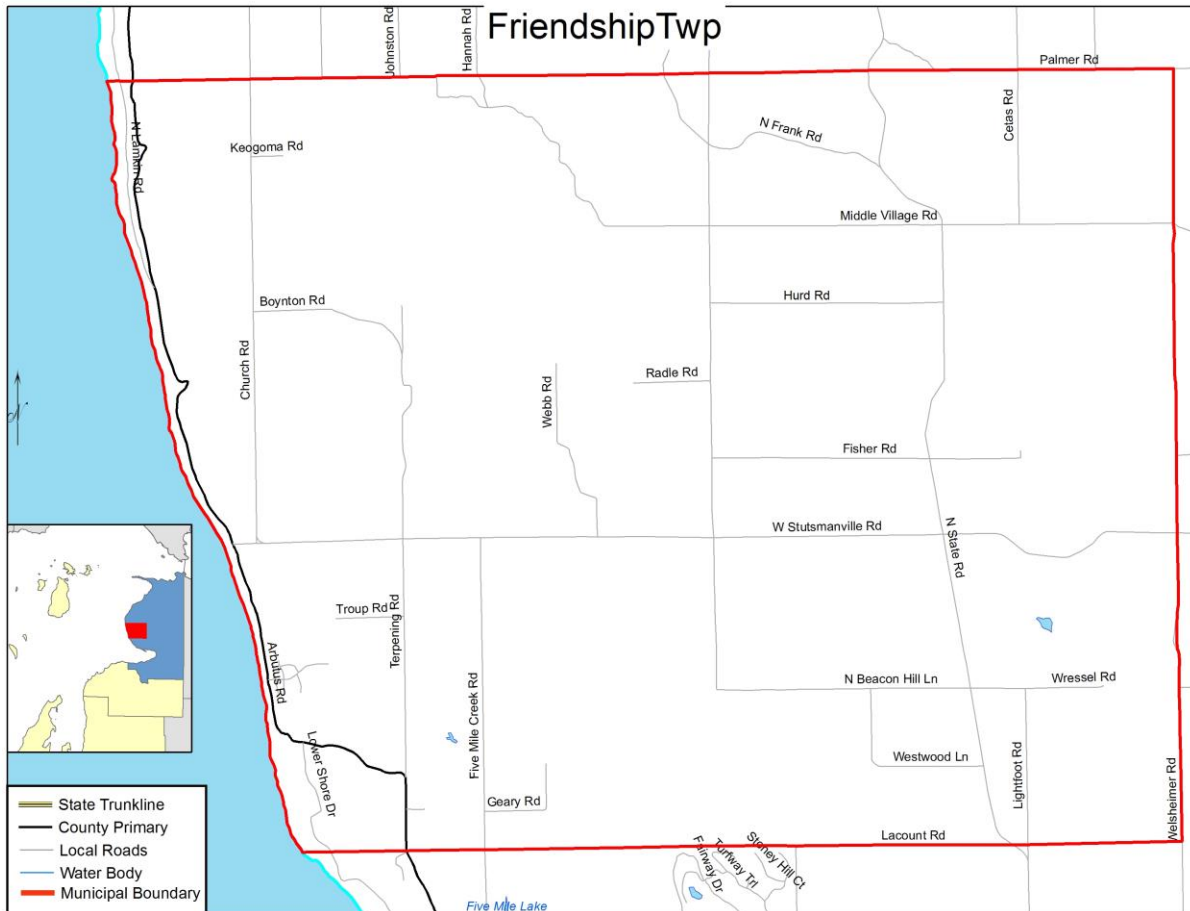 FriendshipTwp
Johnston Rd
Hannah Rd
Palmer Rd
N Lamkin Rd
Keogoma Rd
N Frank Rd
Cetas Rd
Middle Village Rd
Boynton Rd
Hurd Rd
Church Rd
Webb Rd
Radle Rd
Fisher Rd
W Stutsmanville Rd
N State Rd
Troup Rd
Terpening Rd
Arbutus Rd
N Beacon Hill Ln
Wressel Rd
Five Mile Creek Rd
Lower Shore Dr
Westwood Ln
Lightfoot Rd
Welsheimer Rd
Geary Rd
Lacount Rd
Fairway Dr
Turfway Trl
Stoney Hill Ct
Five Mile Lake
State Trunkline
County Primary
Local Roads
Water Body
Municipal Boundary